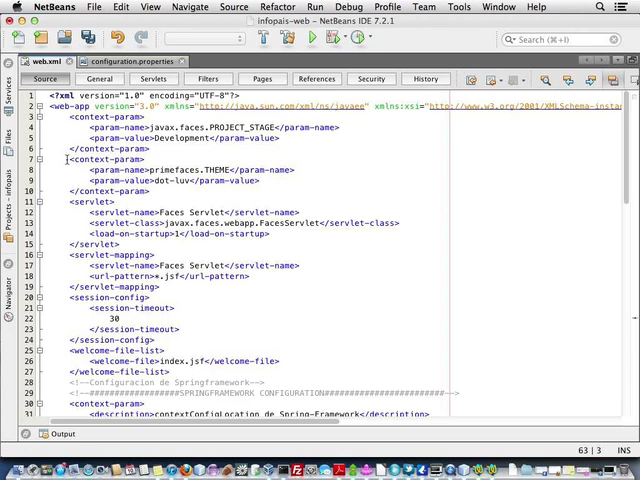 NetBeans File Edit View Navigate Source Refactor Run Debug Profile Team Tools Window Help
infopais-web - NetBeans IDE 7.2.1
Search (⌘+I)
web.xml configuration.properties
Source General Servlets Filters Pages References Security History
Services
Files
Projects - infopais
Navigator
1 <?xml version="1.0" encoding="UTF-8"?>
2 <web-app version="3.0" xmlns="http://java.sun.com/xml/ns/javaee" xmlns:xsi="http://www.w3.org/2001/XMLSchema-insta
3 <context-param>
4 <param-name>javax.faces.PROJECT_STAGE</param-name>
5 <param-value>Development</param-value>
6 </context-param>
7 <context-param>
8 <param-name>primefaces.THEME</param-name>
9 <param-value>dot-luv</param-value>
10 </context-param>
11 <servlet>
12 <servlet-name>Faces Servlet</servlet-name>
13 <servlet-class>javax.faces.webapp.FacesServlet</servlet-class>
14 <load-on-startup>1</load-on-startup>
15 </servlet>
16 <servlet-mapping>
17 <servlet-name>Faces Servlet</servlet-name>
18 <url-pattern>*.jsf</url-pattern>
19 </servlet-mapping>
20 <session-config>
21 <session-timeout>
22 30
23 </session-timeout>
24 </session-config>
25 <welcome-file-list>
26 <welcome-file>index.jsf</welcome-file>
27 </welcome-file-list>
28 <!--Configuracion de Springframework-->
29 <!--##################SPRINGFRAMEWORK CONFIGURATION########################-->
30 <context-param>
<description>contextConfigLocation de Spring-Framework</description>
Output
63 | 3